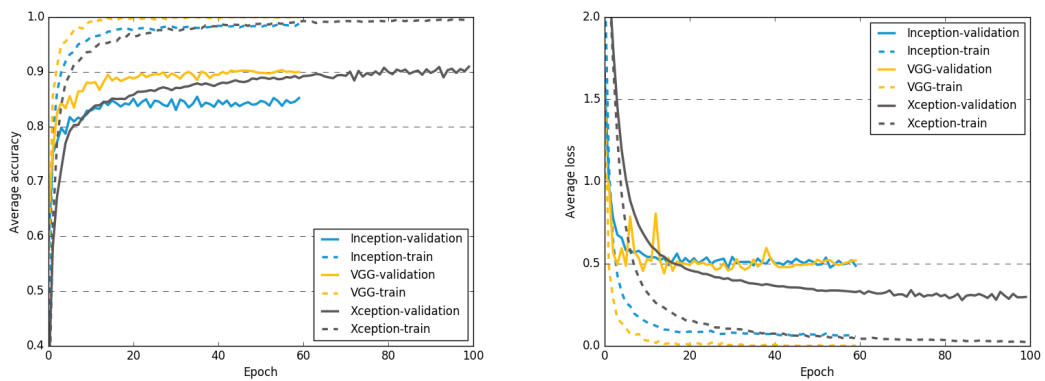 1.0
0.9
0.8
0.7
0.6
0.5
0.4
0
20
40
60
80
100
Average accuracy
Epoch
Inception-validation
Inception-train
VGG-validation
VGG-train
Xception-validation
Xception-train
2.0
1.5
1.0
0.5
0.0
0
20
40
60
80
100
Average loss
Epoch
Inception-validation
Inception-train
VGG-validation
VGG-train
Xception-validation
Xception-train